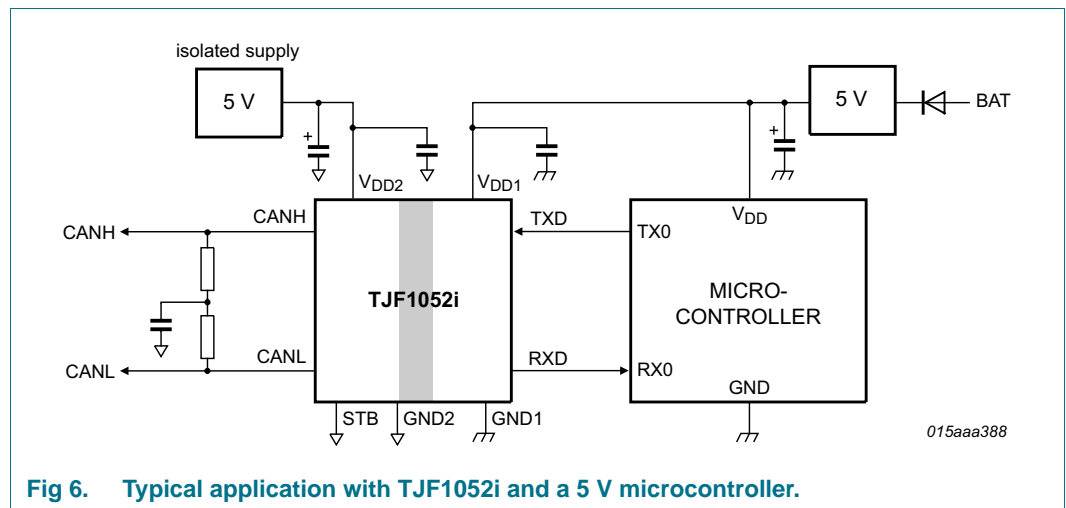 isolated supply
5 V
5 V
BAT
+
+
VDD2
VDD1
CANH
CANH
TXD
TX0
VDD
TJF1052i
MICRO-
CONTROLLER
CANL
CANL
RXD
RX0
GND
STB
GND2
GND1
015aaa388
Fig 6. Typical application with TJF1052i and a 5 V microcontroller.